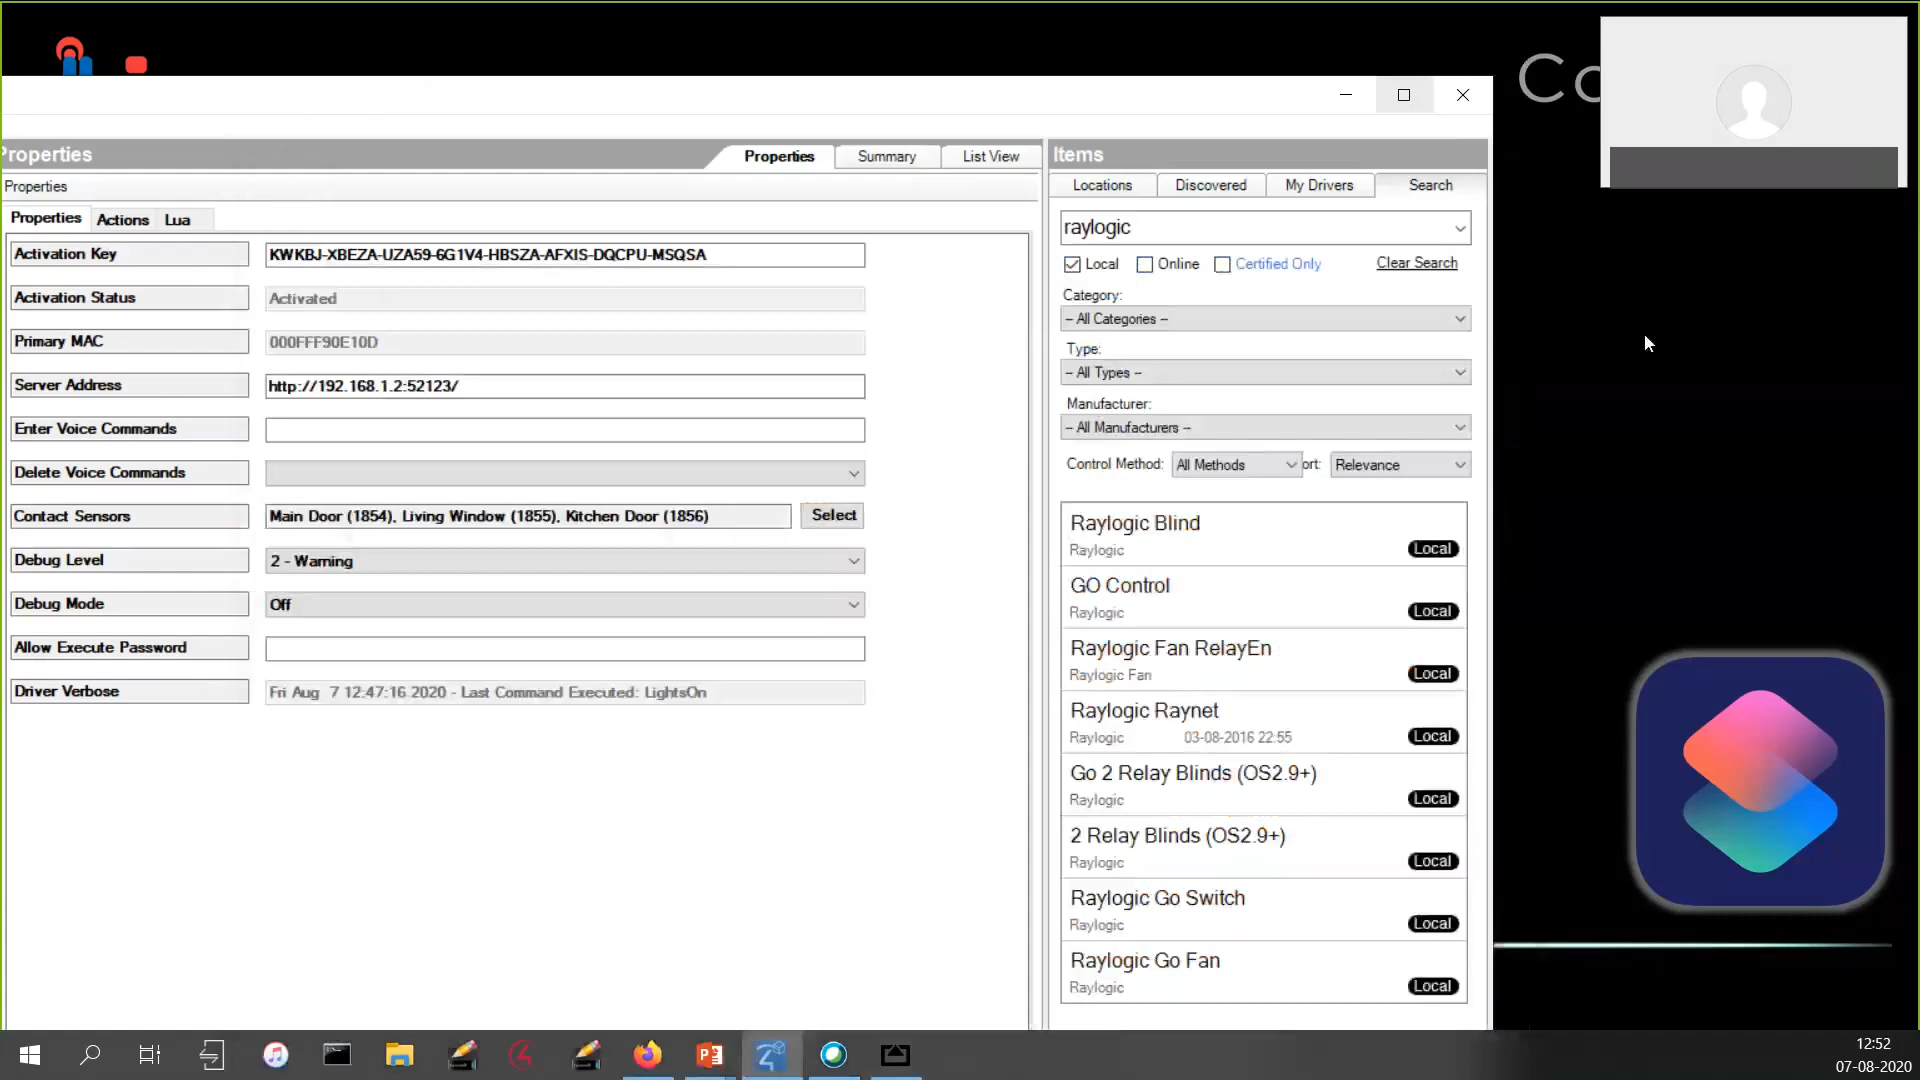 Co
Properties
Properties
Summary
List View
Properties
Properties
Actions
Lua
Activation Key
KWKBJ-XBEZA-UZA59-6G1V4-HBSZA-AFXIS-DQCPU-MSQSA
Activation Status
Activated
Primary MAC
000FFF90E10D
Server Address
http://192.168.1.2:52123/
Enter Voice Commands
Delete Voice Commands
Contact Sensors
Main Door (1854), Living Window (1855), Kitchen Door (1856)
Select
Debug Level
2 - Warning
Debug Mode
Off
Allow Execute Password
Driver Verbose
Fri Aug 7 12:47:16 2020 - Last Command Executed: LightsOn
Items
Locations
Discovered
My Drivers
Search
raylogic
Local
Online
Certified Only
Clear Search
Category:
-- All Categories --
Type:
-- All Types --
Manufacturer:
-- All Manufacturers --
Control Method:
All Methods
ort:
Relevance
Raylogic Blind
Raylogic
Local
GO Control
Raylogic
Local
Raylogic Fan RelayEn
Raylogic Fan
Local
Raylogic Raynet
Raylogic
03-08-2016 22:55
Local
Go 2 Relay Blinds (OS2.9+)
Raylogic
Local
2 Relay Blinds (OS2.9+)
Raylogic
Local
Raylogic Go Switch
Raylogic
Local
Raylogic Go Fan
Raylogic
Local
12:52
07-08-2020